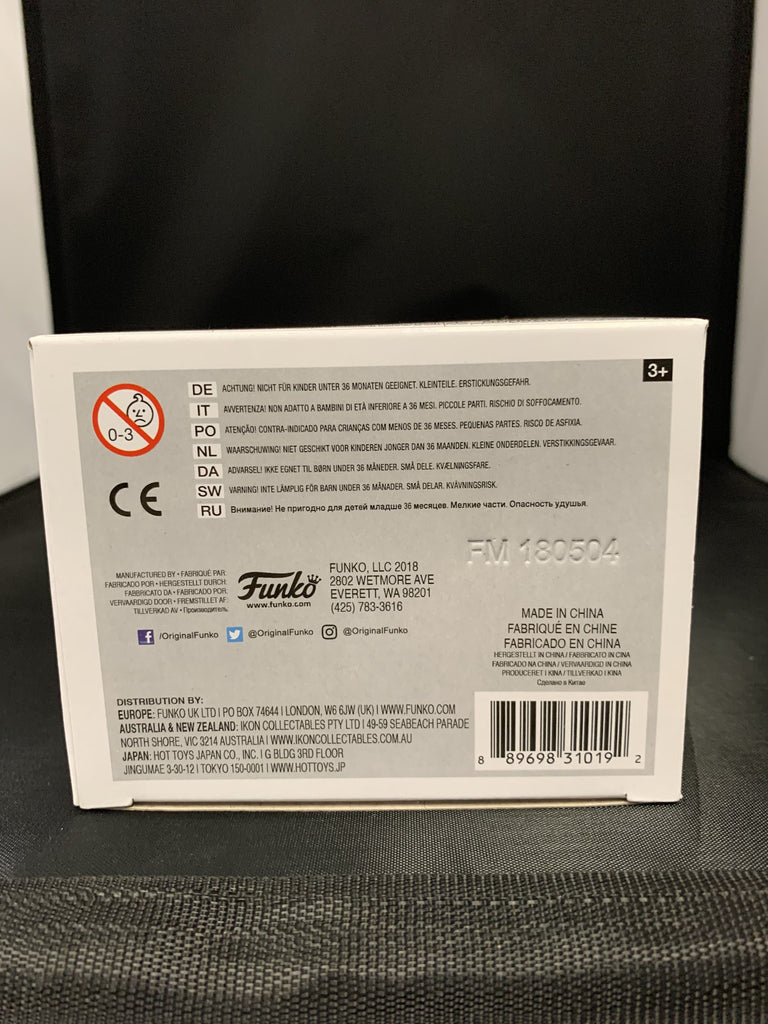 3+
0-3
DE ACHTUNG! NICHT FÜR KINDER UNTER 36 MONATEN GEEIGNET. KLEINTEILE. ERSTICKUNGSGEFAHR.
IT AVVERTENZA! NON ADATTO A BAMBINI DI ETÀ INFERIORE A 36 MESI. PICCOLE PARTI. RISCHIO DI SOFFOCAMENTO.
PO ATENÇÃO! CONTRA-INDICADO PARA CRIANÇAS COM MENOS DE 36 MESES. PEQUENAS PARTES. RISCO DE ASFIXIA.
NL WAARSCHUWING! NIET GESCHIKT VOOR KINDEREN JONGER DAN 36 MAANDEN. KLEINE ONDERDELEN. VERSTIKKINGSGEVAAR.
DA ADVARSEL! IKKE EGNET TIL BØRN UNDER 36 MÅNEDER. SMÅ DELE. KVÆLNINGSFARE.
SW VARNING! INTE LÄMPLIG FÖR BARN UNDER 36 MÅNADER. SMÅ DELAR. KVÄVNINGSRISK.
RU Внимание! Не пригодно для детей младше 36 месяцев. Мелкие части. Опасность удушья.
CE
FM 180504
MANUFACTURED BY • FABRIQUÉ PAR:
FABRICADO POR • HERGESTELLT DURCH:
FABBRICATO DA • FABRICADO POR:
VERVAARDIGD DOOR • FREMSTILLET AF:
TILLVERKAD AV • Производитель:
Funko
www.funko.com
FUNKO, LLC 2018
2802 WETMORE AVE
EVERETT, WA 98201
(425) 783-3616
/OriginalFunko @OriginalFunko @OriginalFunko
MADE IN CHINA
FABRIQUÉ EN CHINE
FABRICADO EN CHINA
HERGESTELLT IN CHINA / FABBRICATO IN CINA
FABRICADO NA CHINA / VERVAARDIGD IN CHINA
PRODUCERET I KINA / TILLVERKAD I KINA
Сделано в Китае
DISTRIBUTION BY:
EUROPE: FUNKO UK LTD | PO BOX 74644 | LONDON, W6 6JW (UK) | WWW.FUNKO.COM
AUSTRALIA & NEW ZEALAND: IKON COLLECTABLES PTY LTD | 49-59 SEABEACH PARADE
NORTH SHORE, VIC 3214 AUSTRALIA | WWW.IKONCOLLECTABLES.COM.AU
JAPAN: HOT TOYS JAPAN CO., INC. | G BLDG 3RD FLOOR
JINGUMAE 3-30-12 | TOKYO 150-0001 | WWW.HOTTOYS.JP
8 89698 31019 2